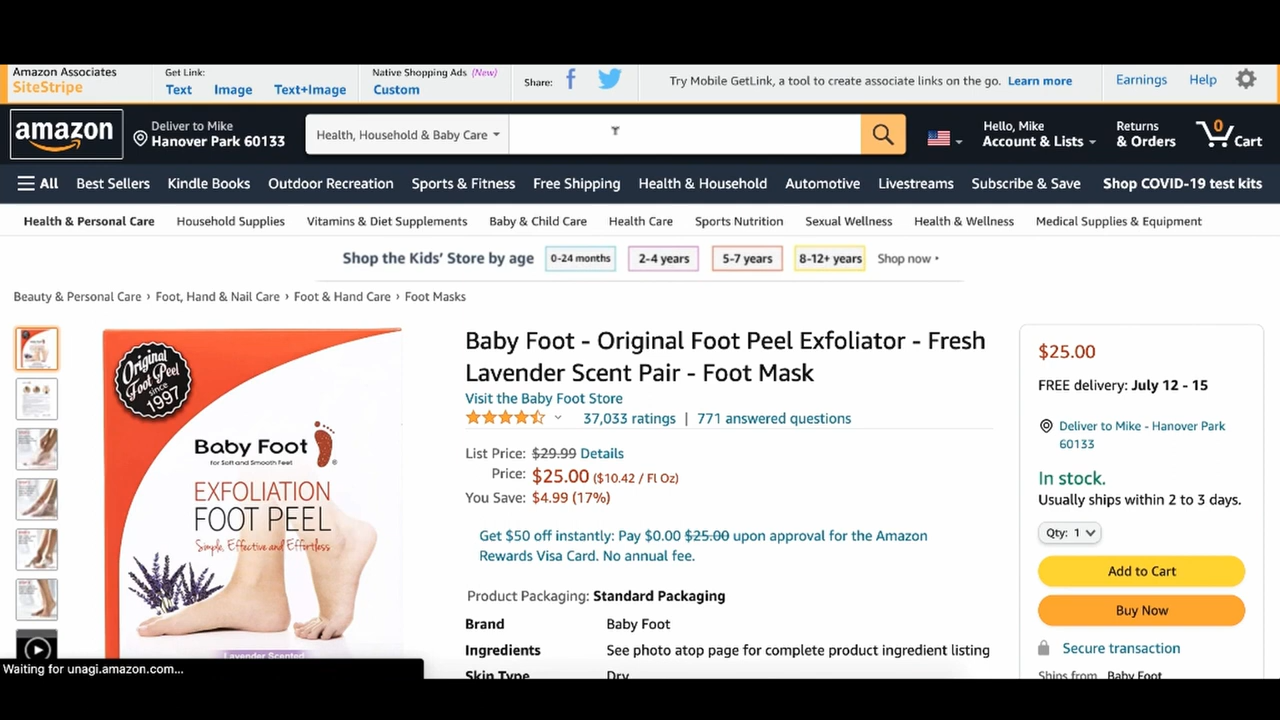 Amazon Associates
SiteStripe
Get Link:
Text Image Text+Image
Native Shopping Ads (New)
Custom
Share:
Try Mobile GetLink, a tool to create associate links on the go. Learn more
Earnings Help
amazon
Deliver to Mike
Hanover Park 60133
Health, Household & Baby Care
Hello, Mike
Account & Lists
Returns
& Orders
0
Cart
All Best Sellers Kindle Books Outdoor Recreation Sports & Fitness Free Shipping Health & Household Automotive Livestreams Subscribe & Save Shop COVID-19 test kits
Health & Personal Care Household Supplies Vitamins & Diet Supplements Baby & Child Care Health Care Sports Nutrition Sexual Wellness Health & Wellness Medical Supplies & Equipment
Shop the Kids' Store by age 0-24 months 2-4 years 5-7 years 8-12+ years Shop now
Beauty & Personal Care › Foot, Hand & Nail Care › Foot & Hand Care › Foot Masks
Original
Foot Peel
since
1997
Baby Foot
for Soft and Smooth Feet
EXFOLIATION
FOOT PEEL
Simple, Effective and Effortless
Lavender Scented
Baby Foot - Original Foot Peel Exfoliator - Fresh
Lavender Scent Pair - Foot Mask
Visit the Baby Foot Store
37,033 ratings | 771 answered questions
List Price: $29.99 Details
Price: $25.00 ($10.42 / Fl Oz)
You Save: $4.99 (17%)
Get $50 off instantly: Pay $0.00 $25.00 upon approval for the Amazon
Rewards Visa Card. No annual fee.
Product Packaging: Standard Packaging
Brand Baby Foot
Ingredients See photo atop page for complete product ingredient listing
Skin Type Dry
$25.00
FREE delivery: July 12 - 15
Deliver to Mike - Hanover Park
60133
In stock.
Usually ships within 2 to 3 days.
Qty: 1
Add to Cart
Buy Now
Secure transaction
Ships from Baby Foot
Waiting for unagi.amazon.com...